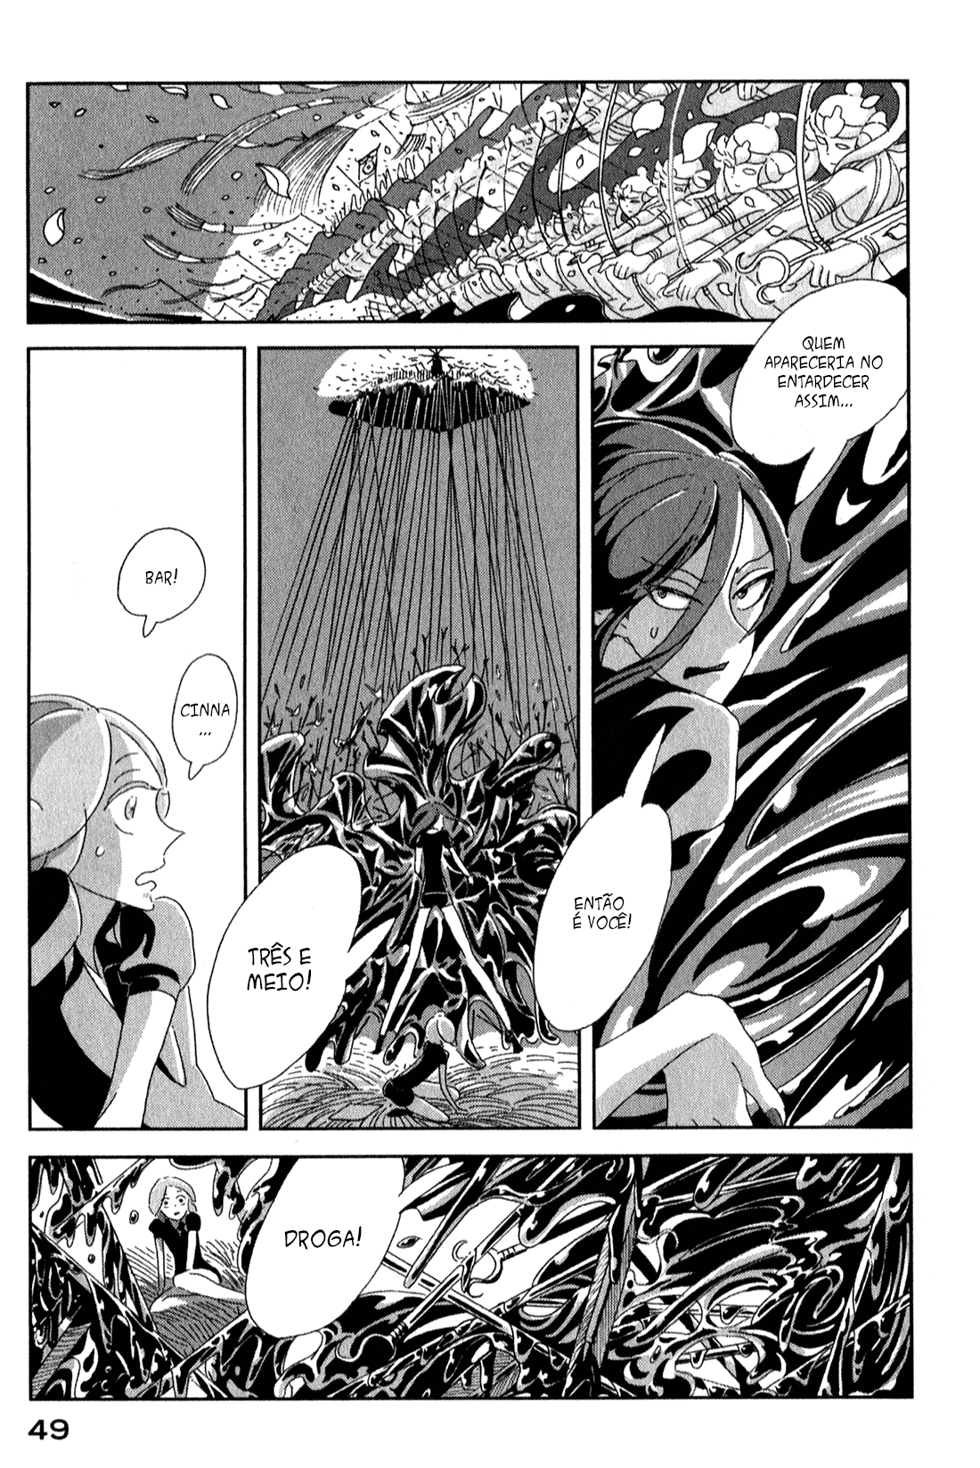 QUEM
APARECERIA NO
ENTARDECER
ASSIM...
ENTÃO
É VOCÊ!
TRÊS E
MEIO!
BAR!
CINNA
...
DROGA!
49